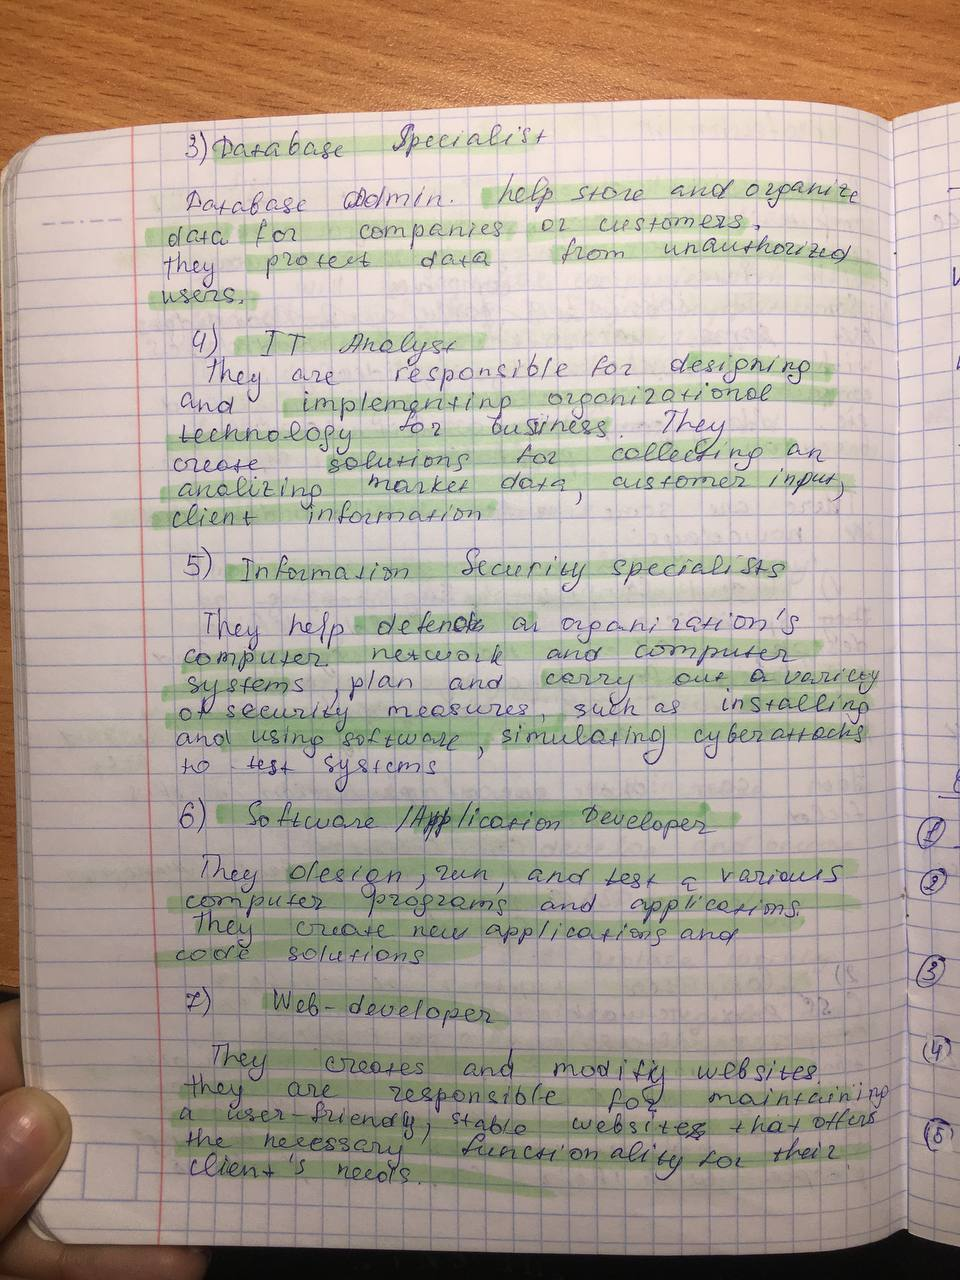 3) Database Specialist
Database Admin. help store and organize
data for companies or customers.
they protect data from unauthorized
users.
4) IT Analyst
They are responsible for designing
and implementing organizational
technology for business. They
create solutions for collecting an
analizing market data, customer input,
client information
5) Information Security specialists
They help defends an organization's
computer network and computer
systems, plan and carry out a variety
of security measures, such as installing
and using software, simulating cyberattacks
to test systems
6) Software /Application Developer
They design, run, and test a various
computer programs and applications.
They create new applications and
code solutions
7) Web-developer
They creates and modify websites.
they are responsible for maintaining
a user-friendly, stable websites that offers
the necessary functionality for their
client's needs.
1
2
3
4